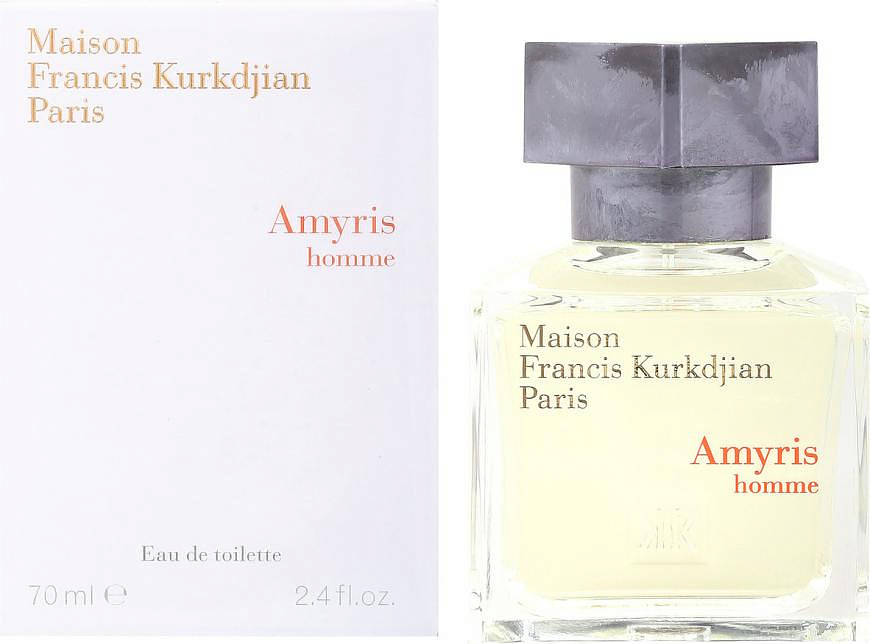 Maison
Francis Kurkdjian
Paris
Amyris
homme
Eau de toilette
70 ml ℮ 2.4 fl.oz.
Maison
Francis Kurkdjian
Paris
Amyris
homme